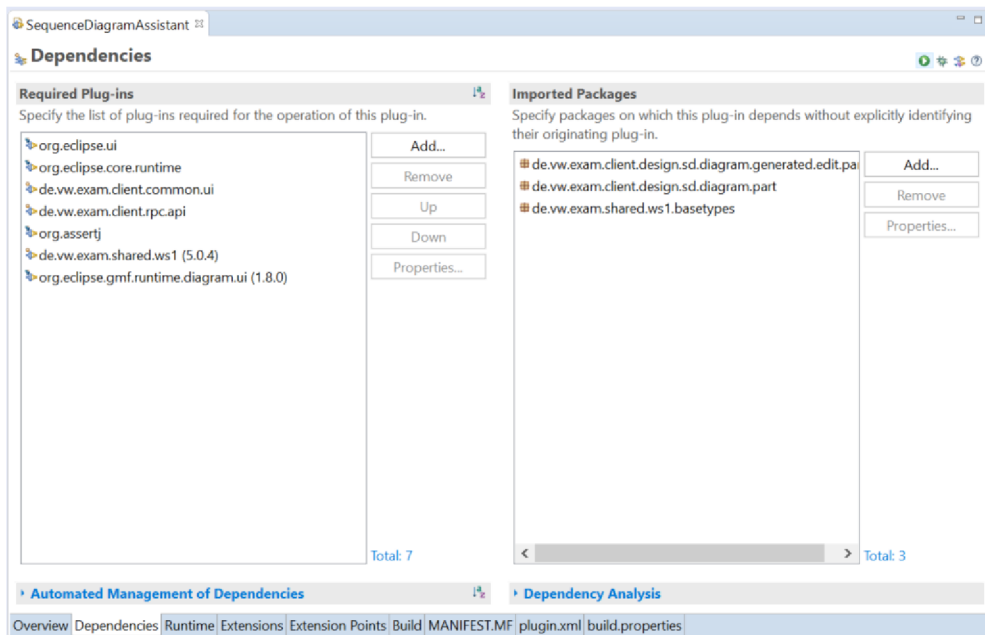 SequenceDiagramAssistant
Dependencies
Required Plug-ins
Specify the list of plug-ins required for the operation of this plug-in.
org.eclipse.ui
org.eclipse.core.runtime
de.vw.exam.client.common.ui
de.vw.exam.client.rpc.api
org.assertj
de.vw.exam.shared.ws1 (5.0.4)
org.eclipse.gmf.runtime.diagram.ui (1.8.0)
Add...
Remove
Up
Down
Properties...
Total: 7
Imported Packages
Specify packages on which this plug-in depends without explicitly identifying
their originating plug-in.
de.vw.exam.client.design.sd.diagram.generated.edit.par
de.vw.exam.client.design.sd.diagram.part
de.vw.exam.shared.ws1.basetypes
Add...
Remove
Properties...
Total: 3
Automated Management of Dependencies
Dependency Analysis
Overview Dependencies Runtime Extensions Extension Points Build MANIFEST.MF plugin.xml build.properties